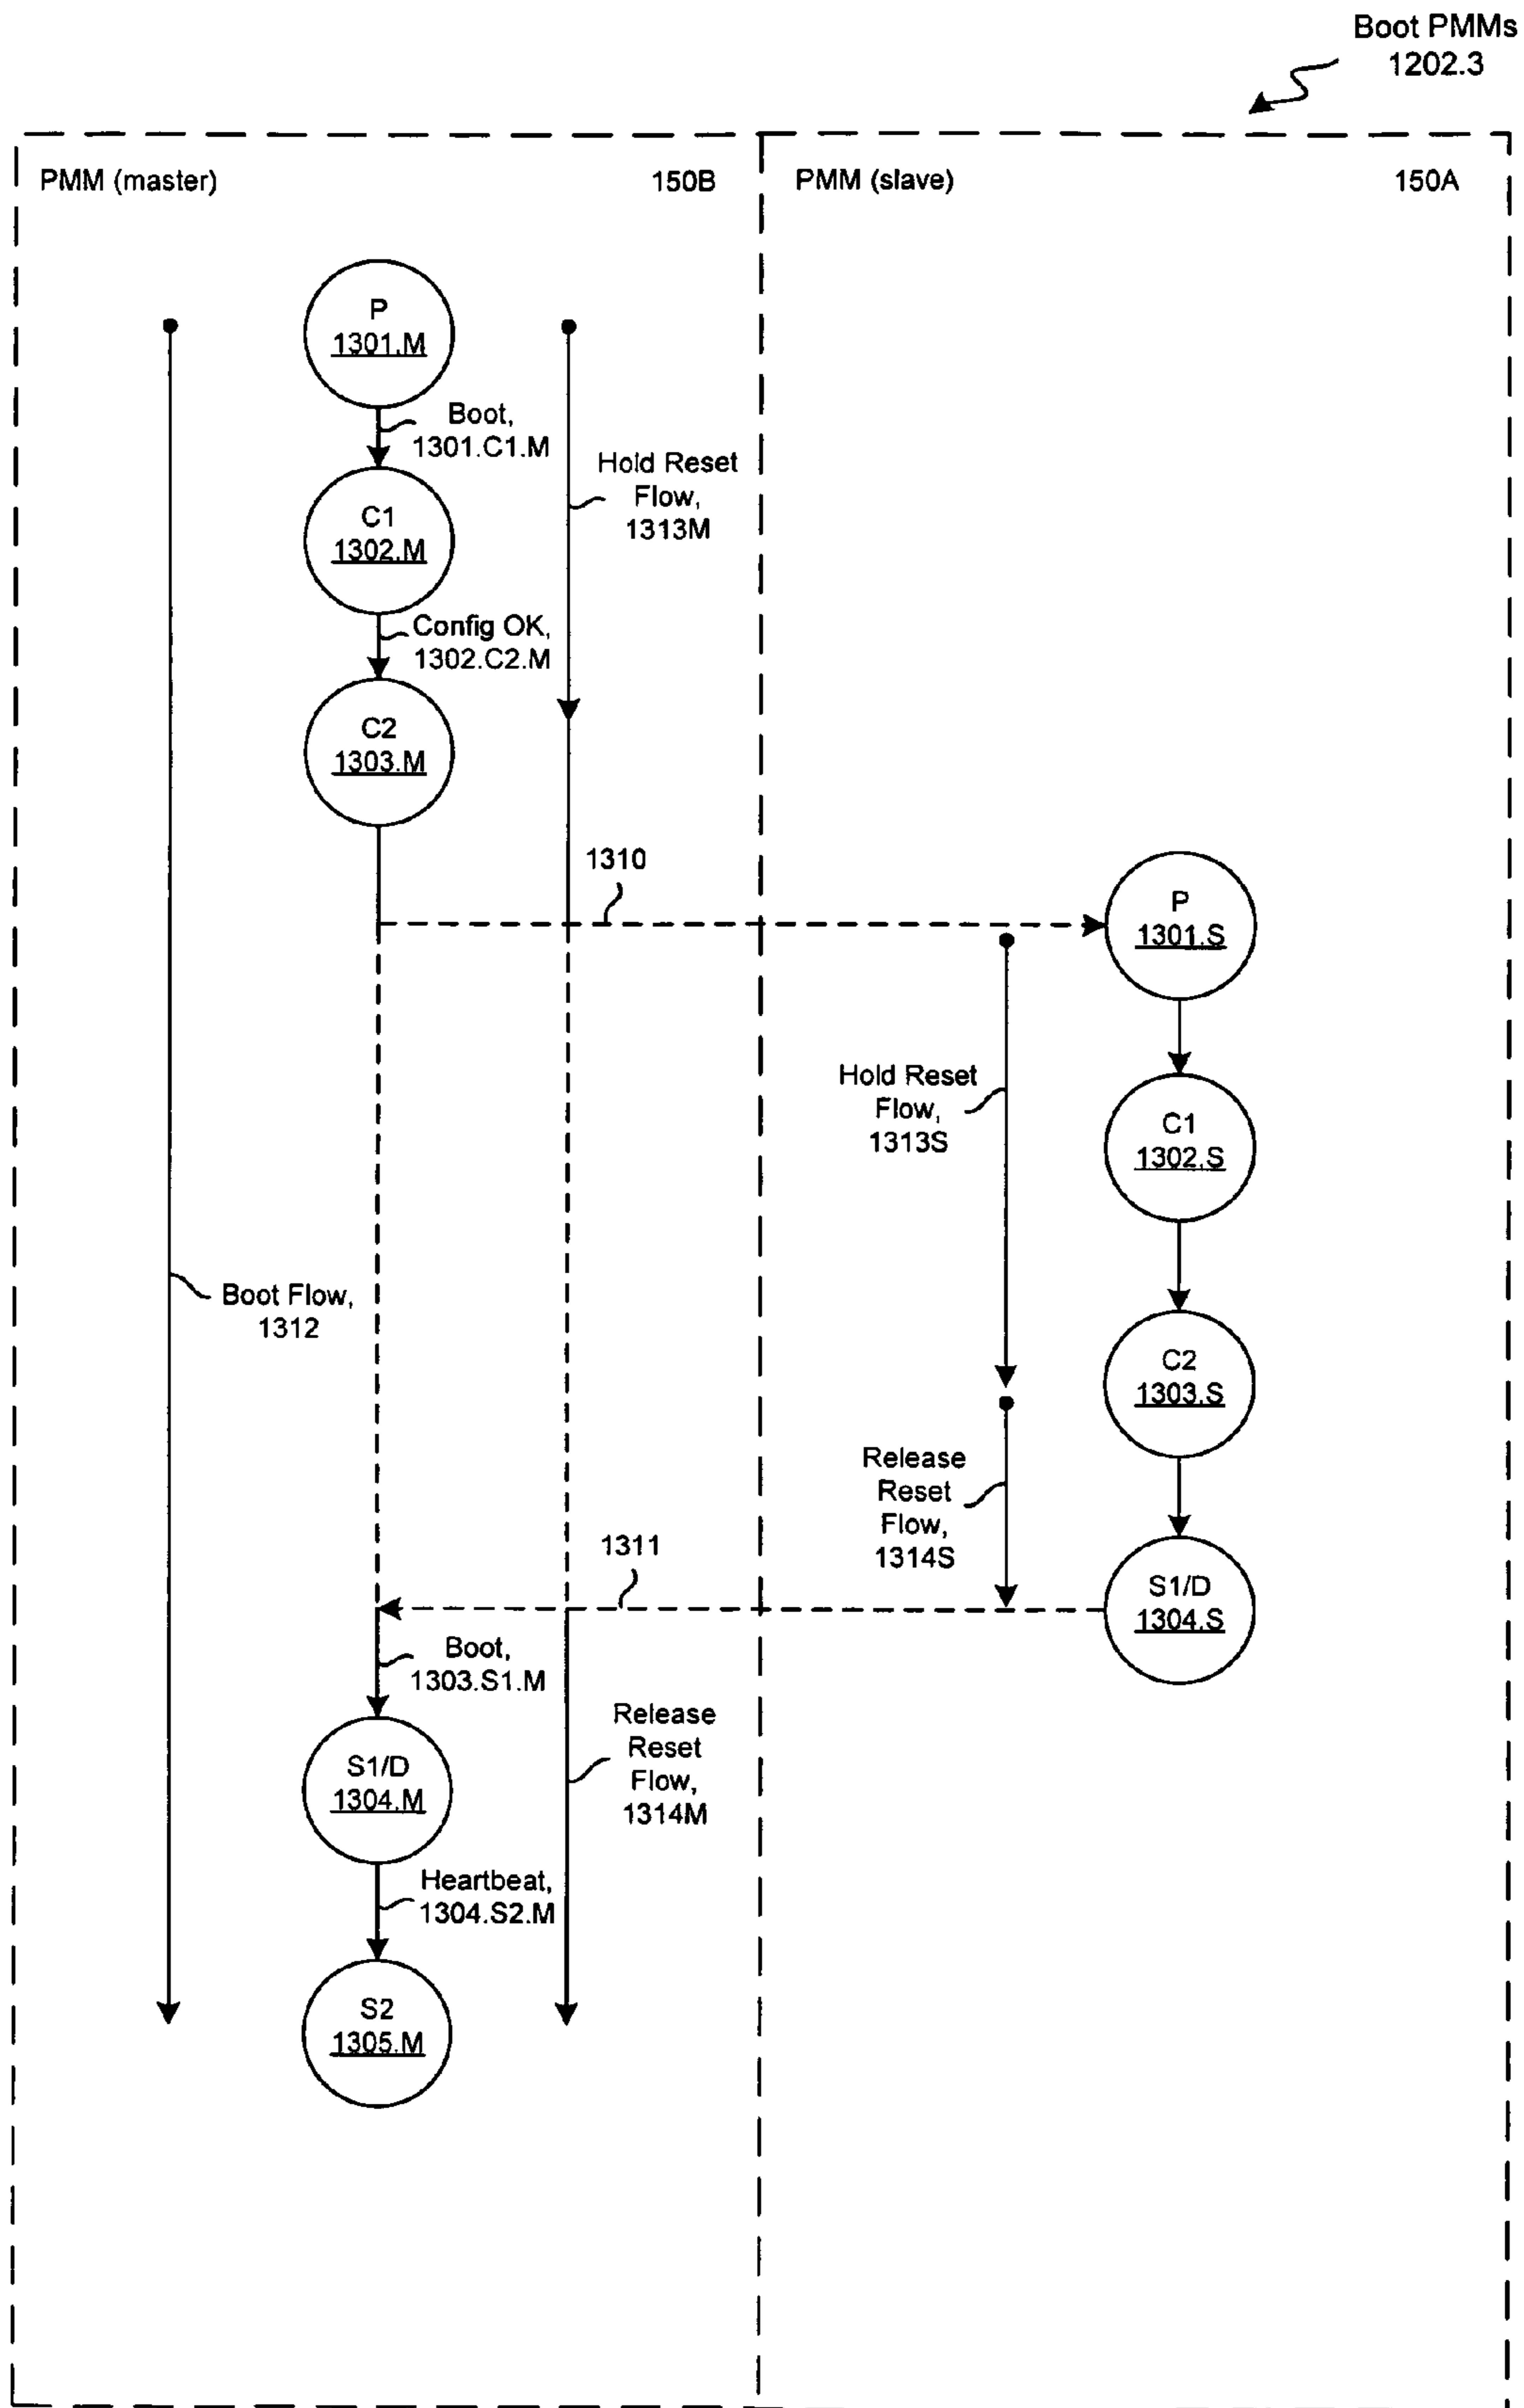 Boot PMMs
1202.3
PMM (master)
150B
PMM (slave)
150A
P
1301.M
Boot,
1301.C1.M
Hold Reset
Flow,
1313M
C1
1302.M
Config OK,
1302.C2.M
C2
1303.M
1310
P
1301.S
Hold Reset
Flow,
1313S
C1
1302.S
Boot Flow,
1312
C2
1303.S
Release
Reset
Flow,
1314S
1311
S1/D
1304.S
Boot,
1303.S1.M
Release
Reset
Flow,
1314M
S1/D
1304.M
Heartbeat,
1304.S2.M
S2
1305.M